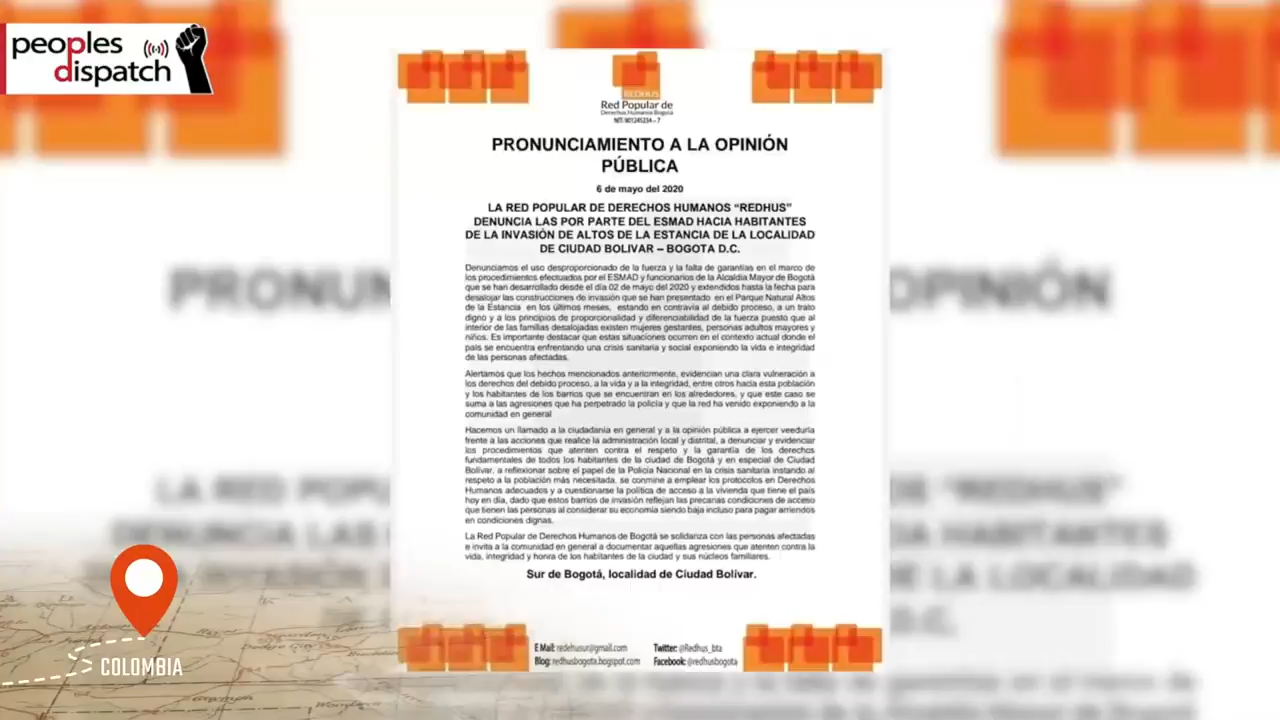 peoples
dispatch
REDHUS
Red Popular de
Derechos Humanos Bogotá
NIT: 901245234 – 7
PRONUNCIAMIENTO A LA OPINIÓN
PÚBLICA
6 de mayo del 2020
LA RED POPULAR DE DERECHOS HUMANOS “REDHUS”
DENUNCIA LAS POR PARTE DEL ESMAD HACIA HABITANTES
DE LA INVASIÓN DE ALTOS DE LA ESTANCIA DE LA LOCALIDAD
DE CIUDAD BOLIVAR – BOGOTA D.C.
Denunciamos el uso desproporcionado de la fuerza y la falta de garantías en el marco de
los procedimientos efectuados por el ESMAD y funcionarios de la Alcaldía Mayor de Bogotá
que se han desarrollado desde el día 02 de mayo del 2020 y extendidos hasta la fecha para
desalojar las construcciones de invasión que se han presentado en el Parque Natural Altos
de la Estancia en los últimos meses, estando en contravía al debido proceso, a un trato
digno y a los principios de proporcionalidad y diferenciabilidad de la fuerza puesto que al
interior de las familias desalojadas existen mujeres gestantes, personas adultos mayores y
niños. Es importante destacar que estas situaciones ocurren en el contexto actual donde el
país se encuentra enfrentando una crisis sanitaria y social exponiendo la vida e integridad
de las personas afectadas.
Alertamos que los hechos mencionados anteriormente, evidencian una clara vulneración a
los derechos del debido proceso, a la vida y a la integridad, entre otros hacia esta población
y los habitantes de los barrios que se encuentran en los alrededores, y que este caso se
suma a las agresiones que ha perpetrado la policía y que la red ha venido exponiendo a la
comunidad en general
Hacemos un llamado a la ciudadanía en general y a la opinión pública a ejercer veeduría
frente a las acciones que realice la administración local y distrital, a denunciar y evidenciar
los procedimientos que atenten contra el respeto y la garantía de los derechos
fundamentales de todos los habitantes de la ciudad de Bogotá y en especial de Ciudad
Bolívar, a reflexionar sobre el papel de la Policía Nacional en la crisis sanitaria instando al
respeto a la población más necesitada, se conmine a emplear los protocolos en Derechos
Humanos adecuados y a cuestionarse la política de acceso a la vivienda que tiene el país
hoy en día, dado que estos barrios de invasión reflejan las precarias condiciones de acceso
que tienen las personas al considerar su economía siendo baja incluso para pagar arriendos
en condiciones dignas.
La Red Popular de Derechos Humanos de Bogotá se solidariza con las personas afectadas
e invita a la comunidad en general a documentar aquellas agresiones que atenten contra la
vida, integridad y honra de los habitantes de la ciudad y sus núcleos familiares.
Sur de Bogotá, localidad de Ciudad Bolívar.
E Mail: redehusur@gmail.com Twitter: @Redhus_bta
Blog: redhusbogota.bogspot.com Facebook: @redhusbogota
COLOMBIA